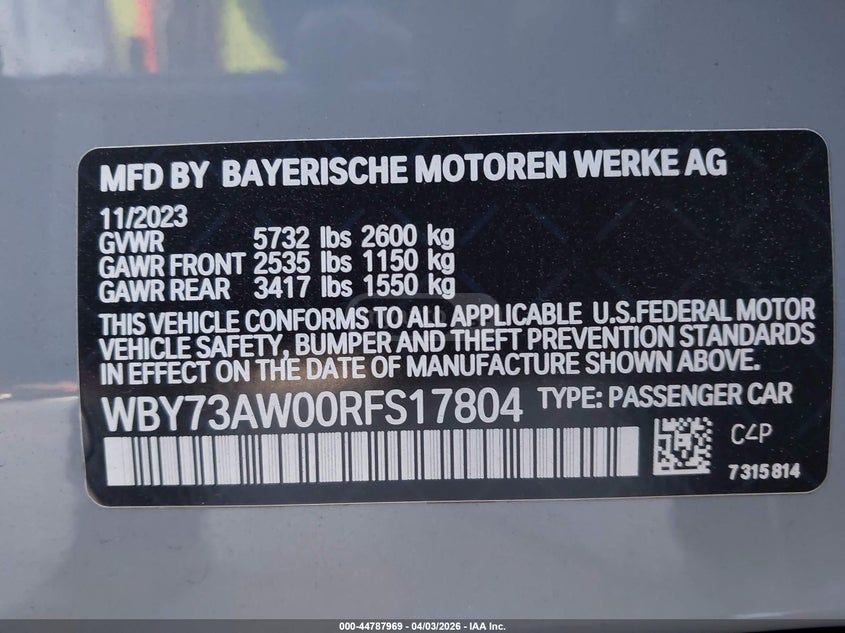 MFD BY BAYERISCHE MOTOREN WERKE AG
11/2023
GVWR 5732 lbs 2600 kg
GAWR FRONT 2535 lbs 1150 kg
GAWR REAR 3417 lbs 1550 kg
THIS VEHICLE CONFORMS TO ALL APPLICABLE U.S.FEDERAL MOTOR
VEHICLE SAFETY, BUMPER AND THEFT PREVENTION STANDARDS
IN EFFECT ON THE DATE OF MANUFACTURE SHOWN ABOVE.
WBY73AW00RFS17804 TYPE: PASSENGER CAR
C4P
7315814
000-44787969 | 04/03/2026 - IAA Inc.